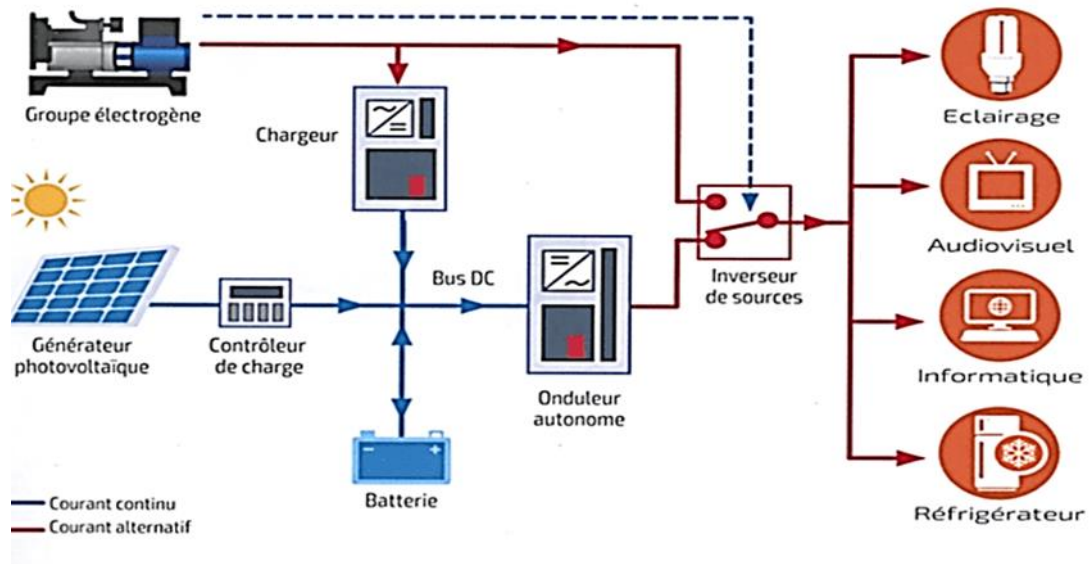 Groupe électrogène
Chargeur
Générateur
photovoltaïque
Contrôleur
de charge
Bus DC
Batterie
Onduleur
autonome
Inverseur
de sources
Eclairage
Audiovisuel
Informatique
Réfrigérateur
Courant continu
Courant alternatif